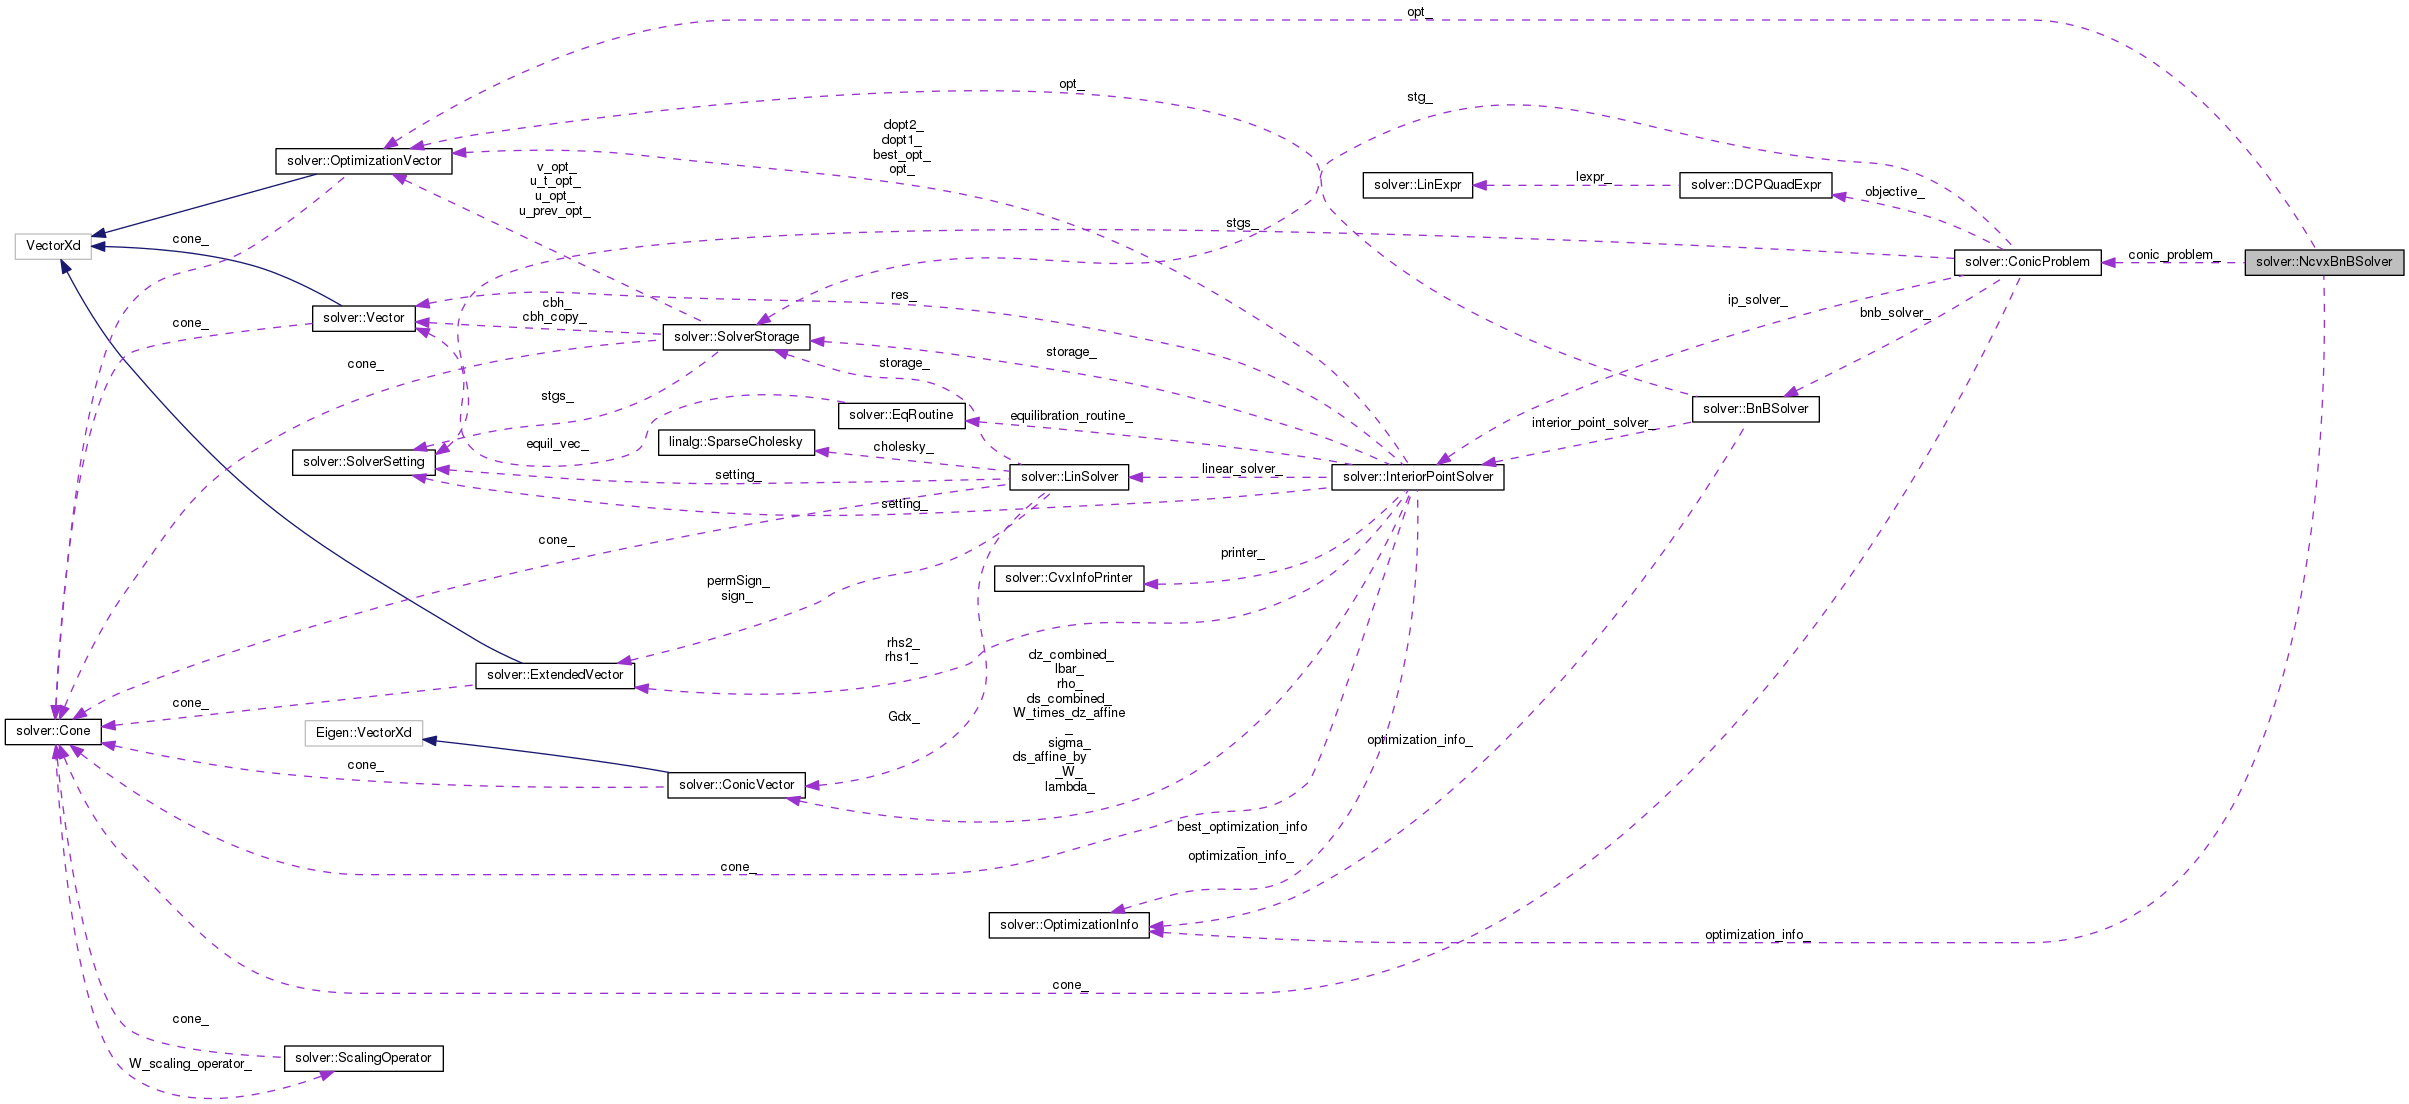 opt_
opt_
stg_
dopt2_
dopt1_
best_opt_
opt_
solver::OptimizationVector
v_opt_
u_t_opt_
u_opt_
u_prev_opt_
solver::LinExpr
lexpr_
solver::DCPQuadExpr
objective_
stgs_
VectorXd
cone_
solver::ConicProblem
conic_problem_
solver::NcvxBnBSolver
res_
ip_solver_
bnb_solver_
cbh_
cbh_copy_
solver::Vector
cone_
solver::SolverStorage
storage_
storage_
cone_
stgs_
solver::EqRoutine
equilibration_routine_
solver::BnBSolver
interior_point_solver_
equil_vec_
linalg::SparseCholesky
cholesky_
solver::SolverSetting
setting_
solver::LinSolver
linear_solver_
solver::InteriorPointSolver
setting_
cone_
printer_
solver::CvxInfoPrinter
permSign_
sign_
rhs2_
rhs1_
solver::ExtendedVector
cone_
dz_combined_
lbar_
rho_
ds_combined_
W_times_dz_affine
_
sigma_
ds_affine_by
_W_
lambda_
Gdx_
solver::Cone
Eigen::VectorXd
cone_
solver::ConicVector
optimization_info_
best_optimization_info
_
optimization_info_
cone_
solver::OptimizationInfo
optimization_info_
cone_
cone_
solver::ScalingOperator
W_scaling_operator_